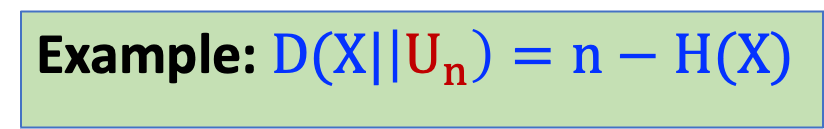 Example: D(X||Uₙ) = n − H(X)